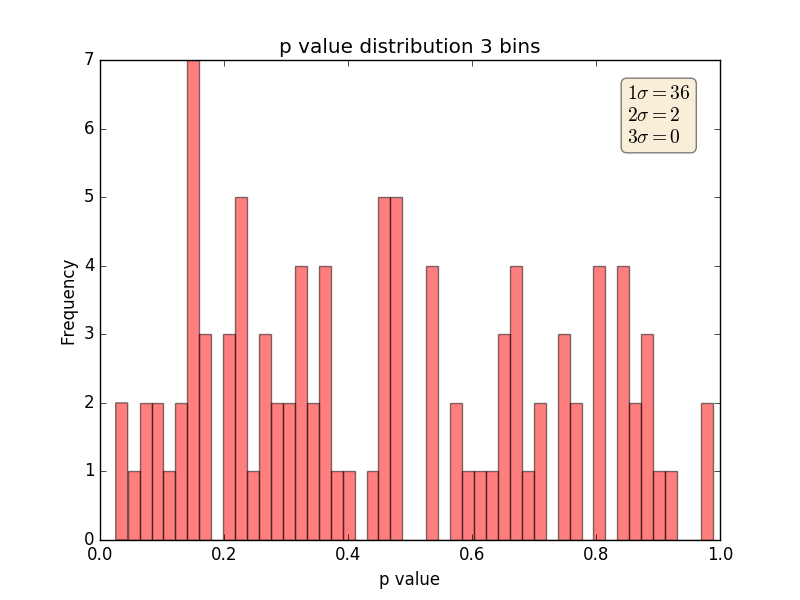 p value distribution 3 bins
1σ = 36
2σ = 2
3σ = 0
Frequency
7
6
5
4
3
2
1
0
0.0 0.2 0.4 0.6 0.8 1.0
p value